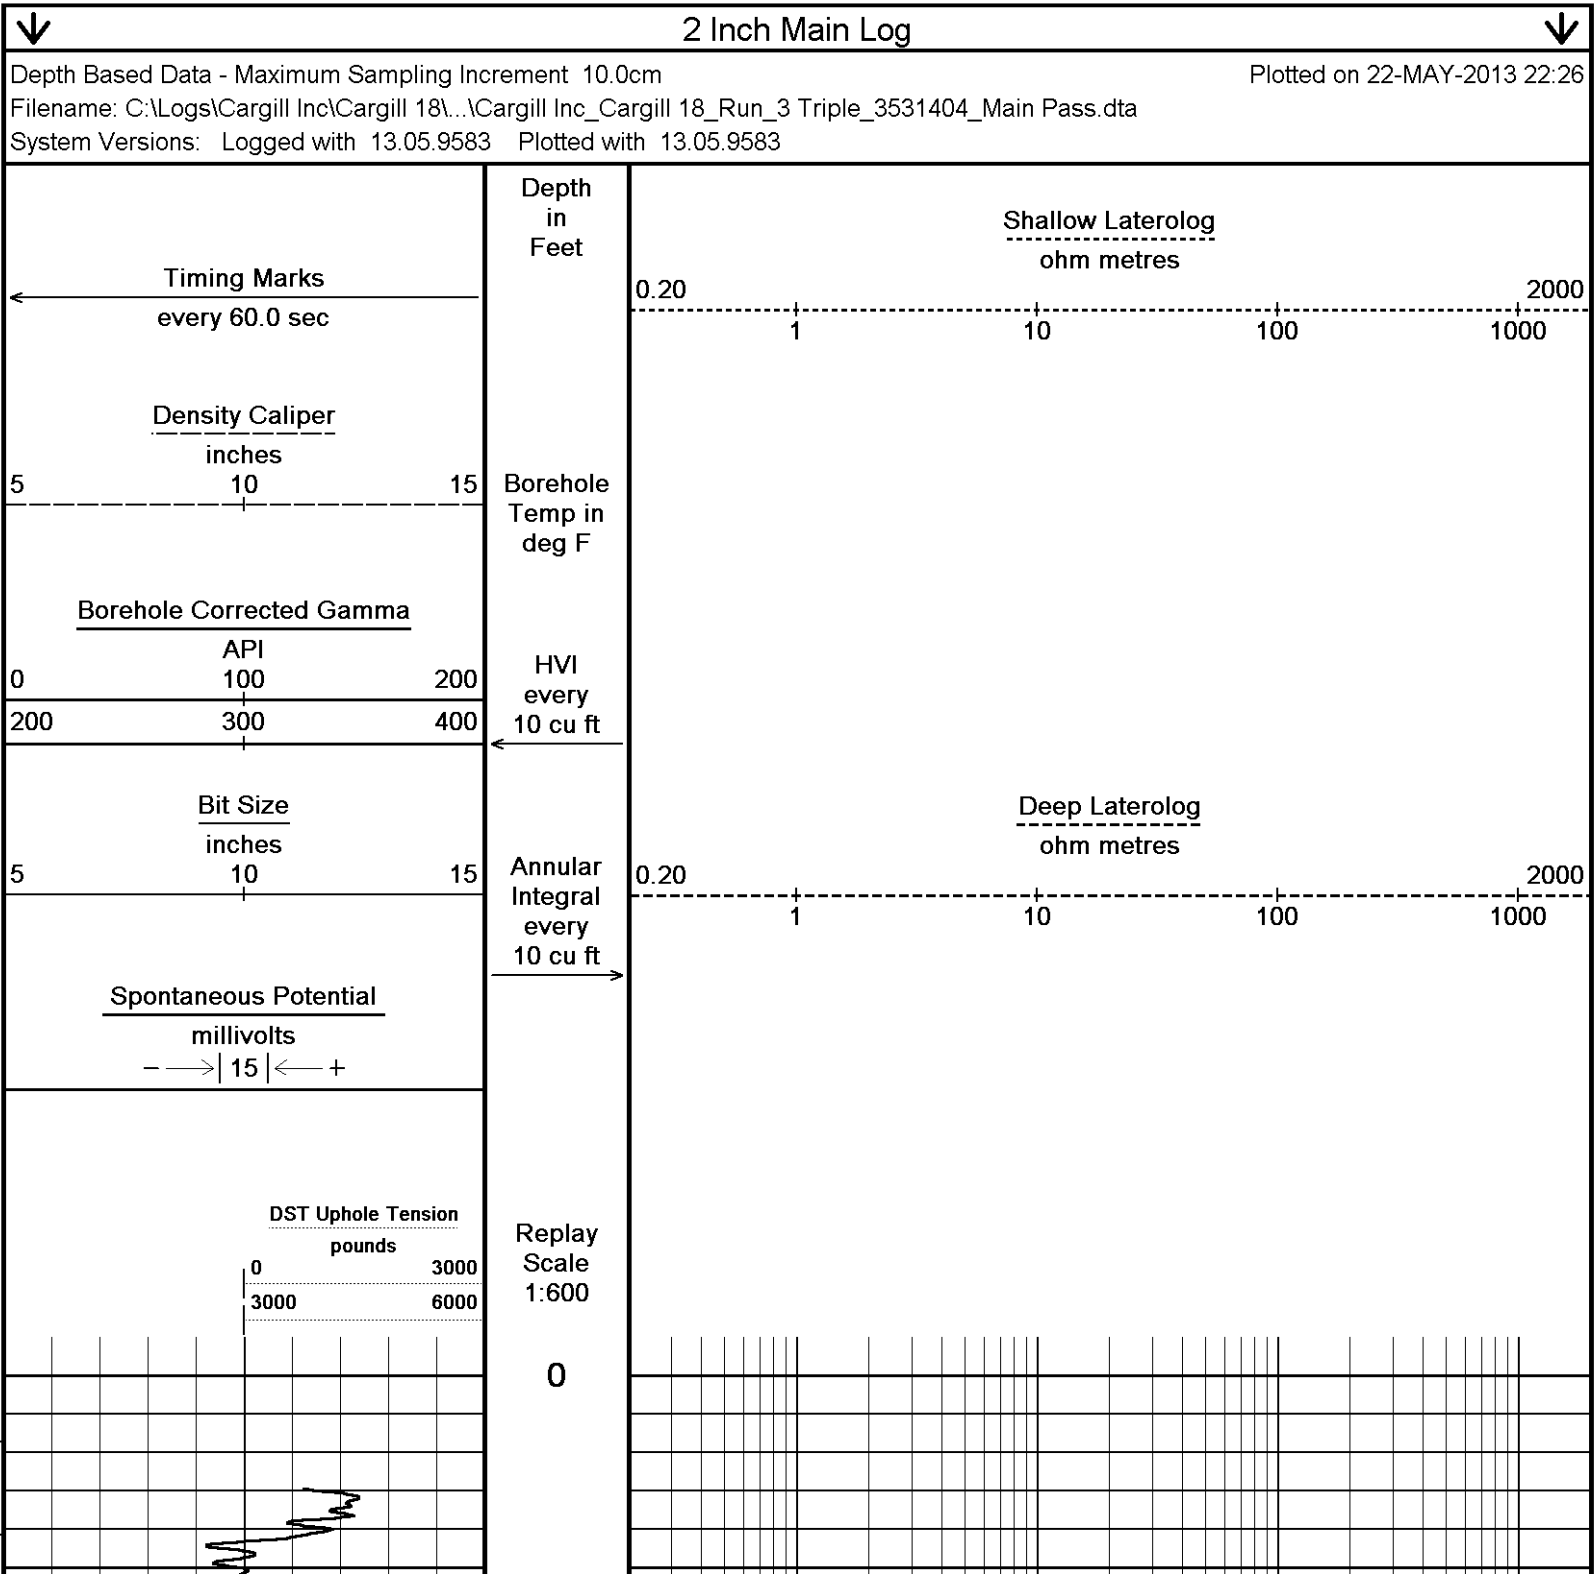 2 Inch Main Log
Depth Based Data - Maximum Sampling Increment 10.0cm
Plotted on 22-MAY-2013 22:26
Filename: C:\Logs\Cargill Inc\Cargill 18\...\Cargill Inc_Cargill 18_Run_3 Triple_3531404_Main Pass.dta
System Versions: Logged with 13.05.9583 Plotted with 13.05.9583
Timing Marks
every 60.0 sec
Density Caliper
inches
5 10 15
Borehole Corrected Gamma
API
0 100 200
200 300 400
Bit Size
inches
5 10 15
Spontaneous Potential
millivolts
− 15 +
DST Uphole Tension
pounds
0 3000
3000 6000
Depth
in
Feet
Borehole
Temp in
deg F
HVI
every
10 cu ft
Annular
Integral
every
10 cu ft
Replay
Scale
1:600
0
Shallow Laterolog
ohm metres
0.20 2000
1 10 100 1000
Deep Laterolog
ohm metres
0.20 2000
1 10 100 1000